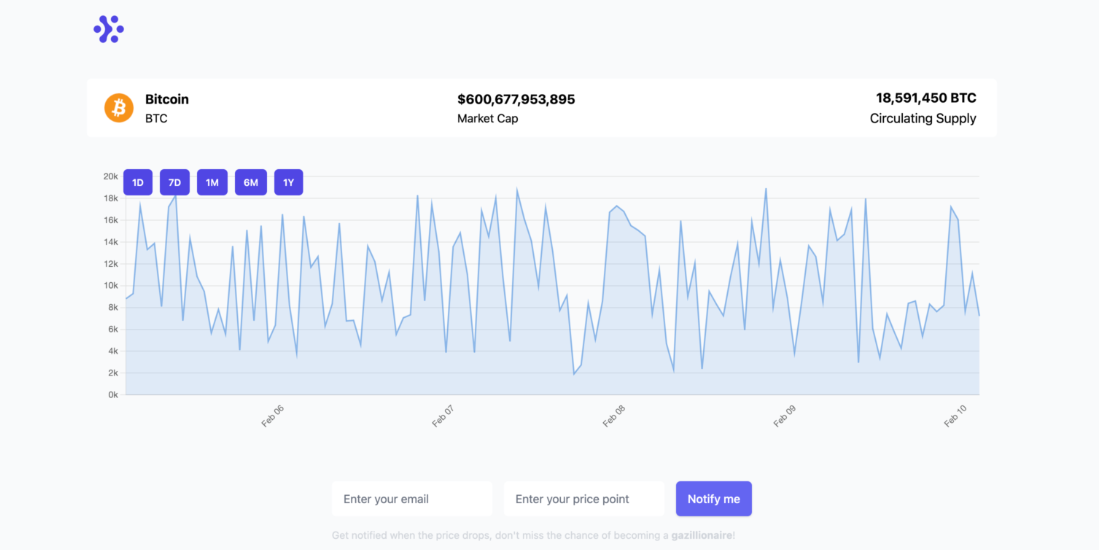 Bitcoin
BTC
$600,677,953,895
Market Cap
18,591,450 BTC
Circulating Supply
1D 7D 1M 6M 1Y
20k
18k
16k
14k
12k
10k
8k
6k
4k
2k
0k
Feb 06
Feb 07
Feb 08
Feb 09
Feb 10
Enter your email
Enter your price point
Notify me
Get notified when the price drops, don't miss the chance of becoming a gazillionaire!